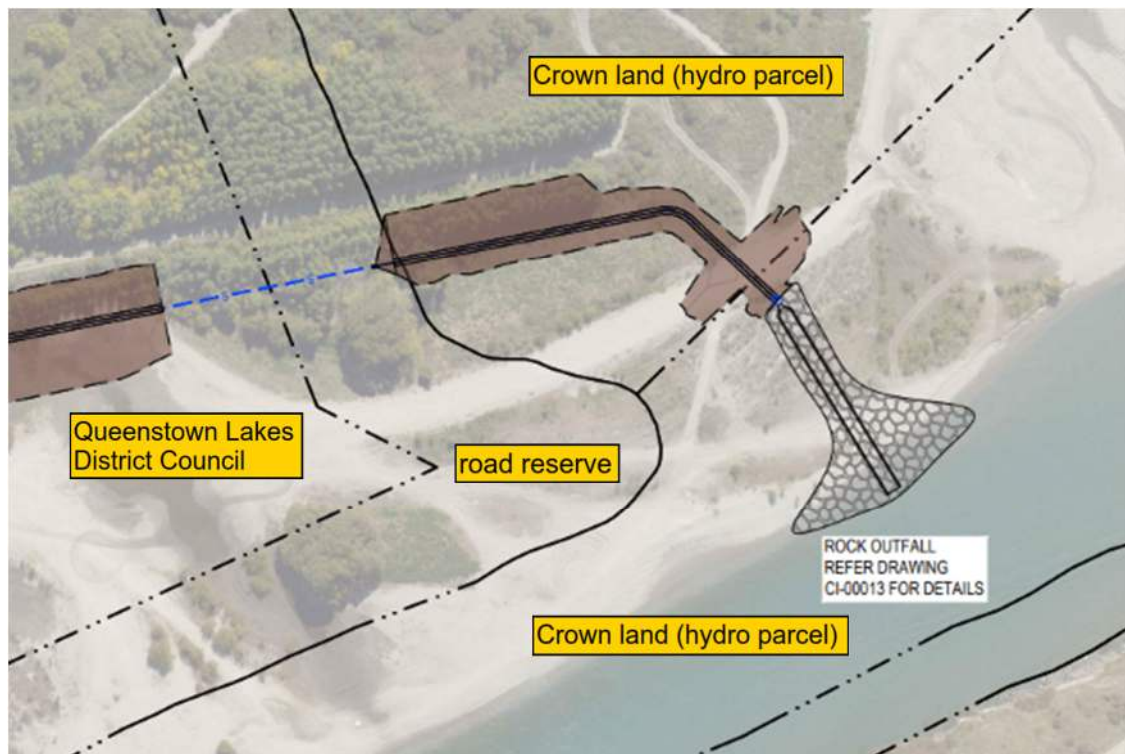 Crown land (hydro parcel)
Queenstown Lakes
District Council
road reserve
ROCK OUTFALL
REFER DRAWING
CI-00013 FOR DETAILS
Crown land (hydro parcel)